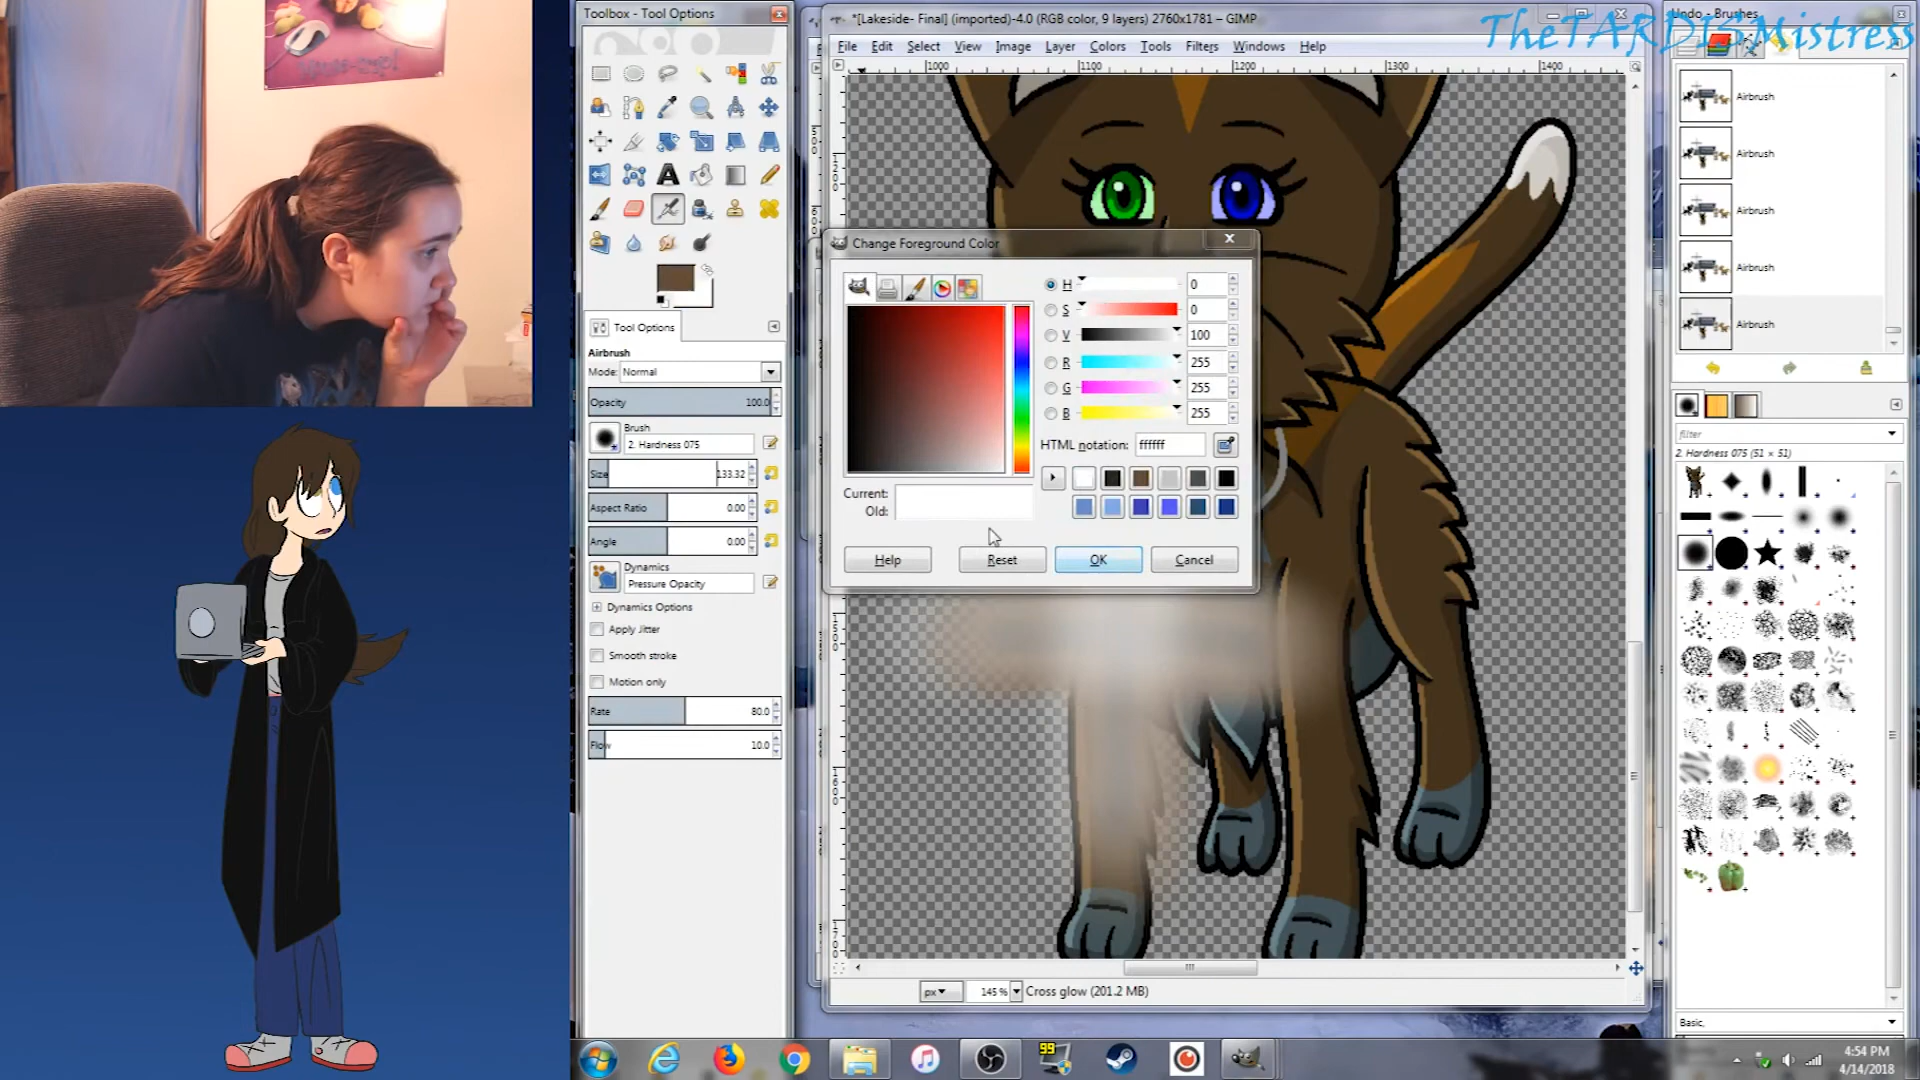 Toolbox - Tool Options
*[Lakeside- Final] (imported)-4.0 (RGB color, 9 layers) 2760x1781 – GIMP
Undo - Brushes
TheTARDISMistress
File Edit Select View Image Layer Colors Tools Filters Windows Help
1000 1100 1200 1300 1400
Airbrush
Airbrush
Airbrush
Airbrush
Airbrush
Tool Options
Airbrush
Mode: Normal
Opacity 100.0
Brush
2. Hardness 075
Size 133.32
Aspect Ratio 0.00
Angle 0.00
Dynamics
Pressure Opacity
Dynamics Options
Apply Jitter
Smooth stroke
Motion only
Rate 80.0
Flow 10.0
Change Foreground Color
H 0
S 0
V 100
R 255
G 255
B 255
HTML notation: ffffff
Current:
Old:
Help Reset OK Cancel
filter
2. Hardness 075 (51 × 51)
Basic,
px 145 % Cross glow (201.2 MB)
99
4:54 PM
4/14/2018